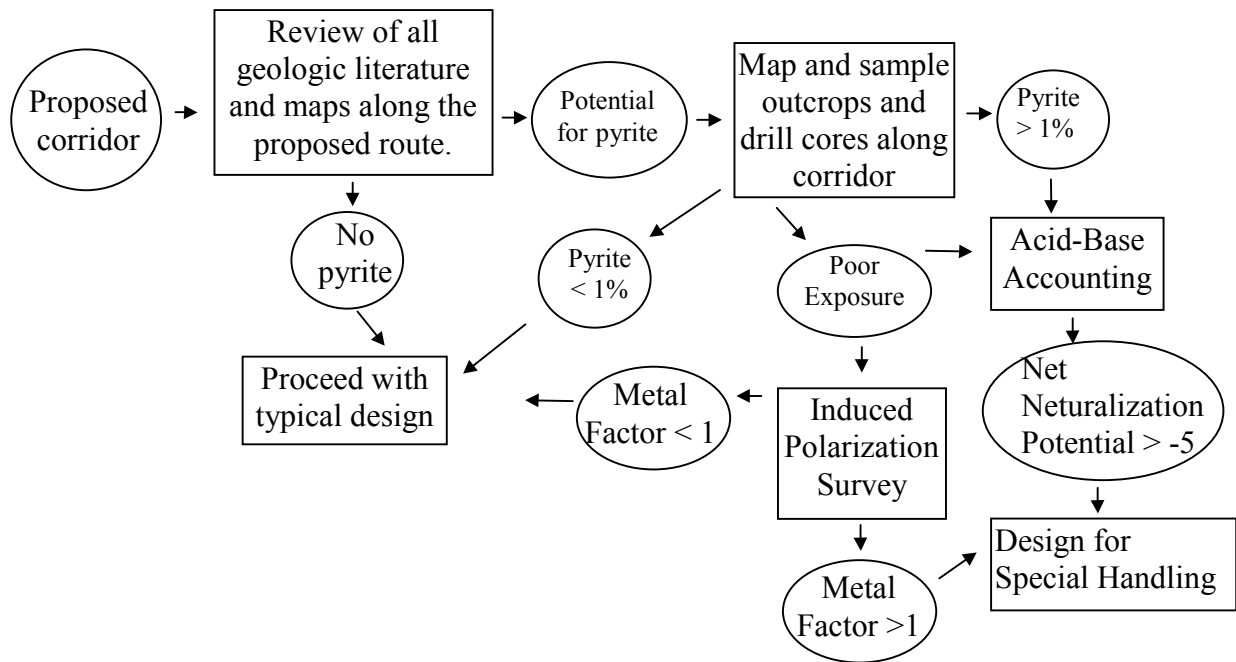 Proposed
corridor
Review of all
geologic literature
and maps along the
proposed route.
Potential
for pyrite
Map and sample
outcrops and
drill cores along
corridor
Pyrite
> 1%
No
pyrite
Pyrite
< 1%
Poor
Exposure
Acid-Base
Accounting
Proceed with
typical design
Metal
Factor < 1
Induced
Polarization
Survey
Net
Neturalization
Potential > -5
Metal
Factor >1
Design for
Special Handling